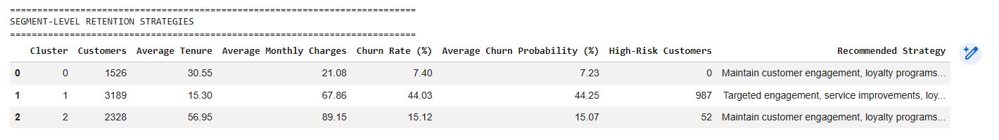 ===========================================================================
SEGMENT-LEVEL RETENTION STRATEGIES
===========================================================================
Cluster Customers Average Tenure Average Monthly Charges Churn Rate (%) Average Churn Probability (%) High-Risk Customers Recommended Strategy
0 0 1526 30.55 21.08 7.40 7.23 0 Maintain customer engagement, loyalty programs...
1 1 3189 15.30 67.86 44.03 44.25 987 Targeted engagement, service improvements, loy...
2 2 2328 56.95 89.15 15.12 15.07 52 Maintain customer engagement, loyalty programs...